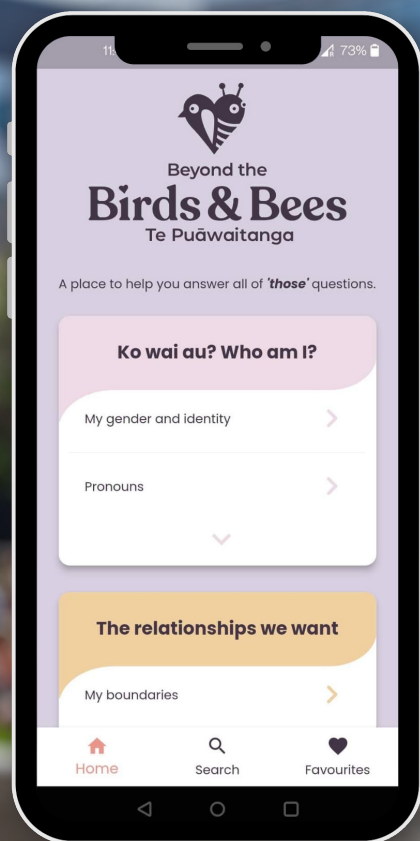 73%
Beyond the
Birds & Bees
Te Puāwaitanga
A place to help you answer all of 'those' questions.
Ko wai au? Who am I?
My gender and identity
Pronouns
The relationships we want
My boundaries
Home Search Favourites